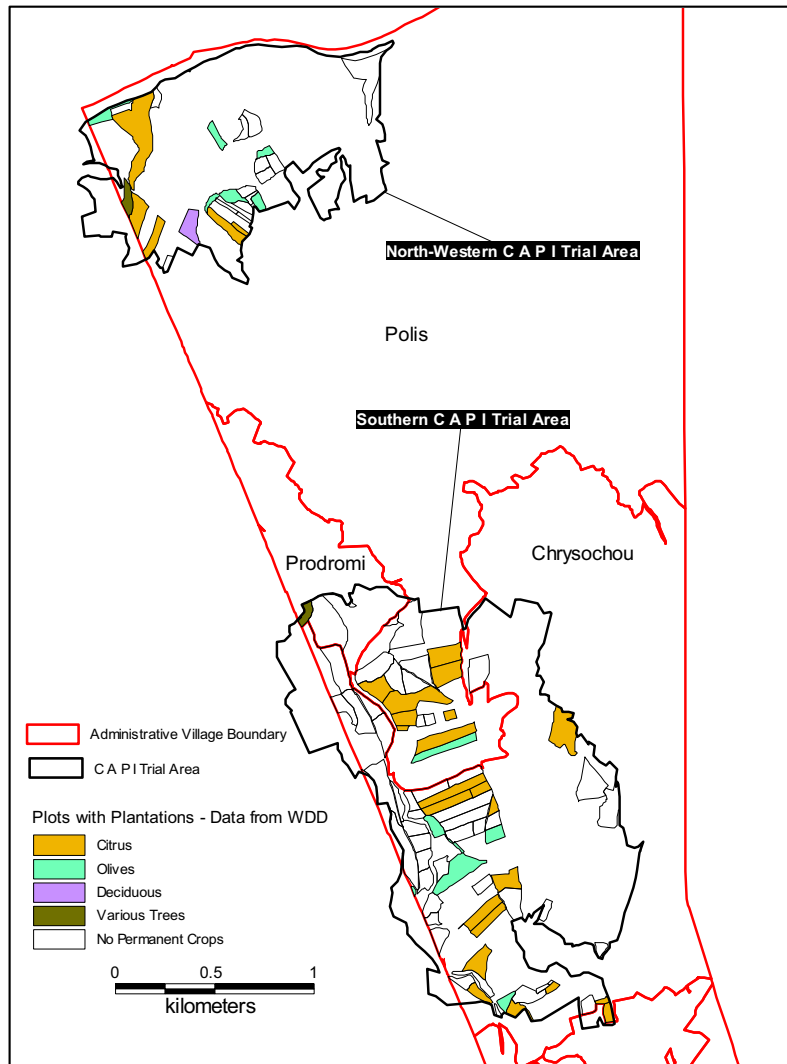 North-Western C A P I Trial Area
Polis
Southern C A P I Trial Area
Chrysochou
Prodromi
Administrative Village Boundary
C A P I Trial Area
Plots with Plantations - Data from WDD
Citrus
Olives
Deciduous
Various Trees
No Permanent Crops
0 0.5 1
kilometers